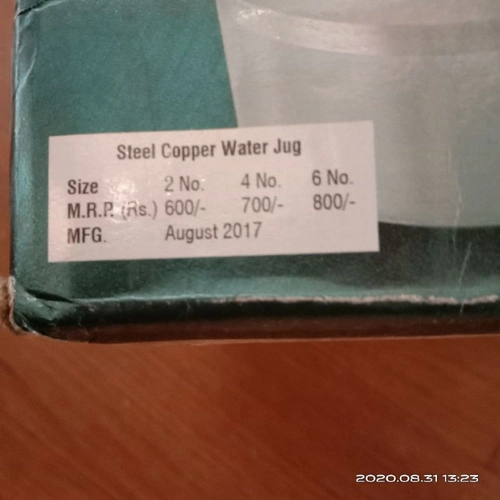 Steel Copper Water Jug
Size 2 No. 4 No. 6 No.
M.R.P. (Rs.) 600/- 700/- 800/-
MFG. August 2017
2020.08.31 13:23